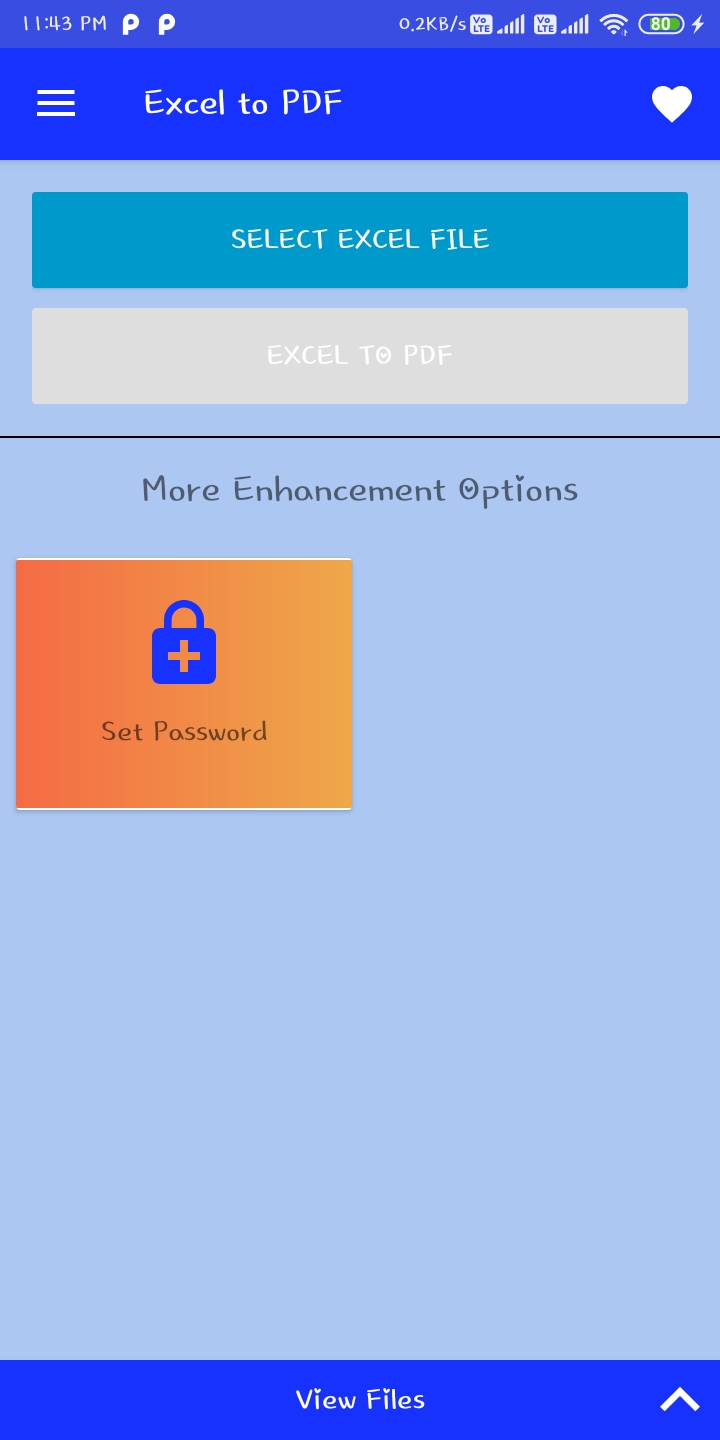 11:43 PM 0.2KB/s Vo LTE Vo LTE 80
Excel to PDF
SELECT EXCEL FILE
EXCEL TO PDF
More Enhancement Options
Set Password
View Files